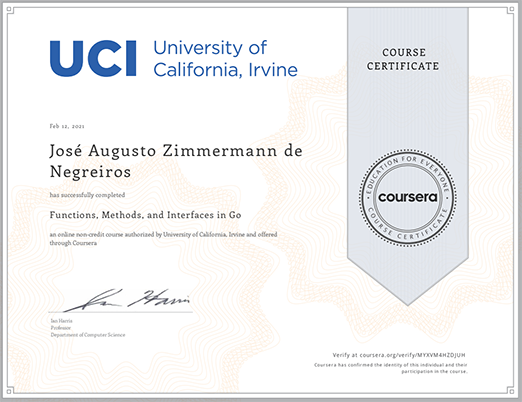 UCI University of
California, Irvine
COURSE
CERTIFICATE
Feb 12, 2021
José Augusto Zimmermann de
Negreiros
has successfully completed
Functions, Methods, and Interfaces in Go
an online non-credit course authorized by University of California, Irvine and offered
through Coursera
EDUCATION FOR EVERYONE
coursera
COURSE CERTIFICATE
Ian Harris
Ian Harris
Professor
Department of Computer Science
Verify at coursera.org/verify/MYXVM4HZDJUH
Coursera has confirmed the identity of this individual and their
participation in the course.